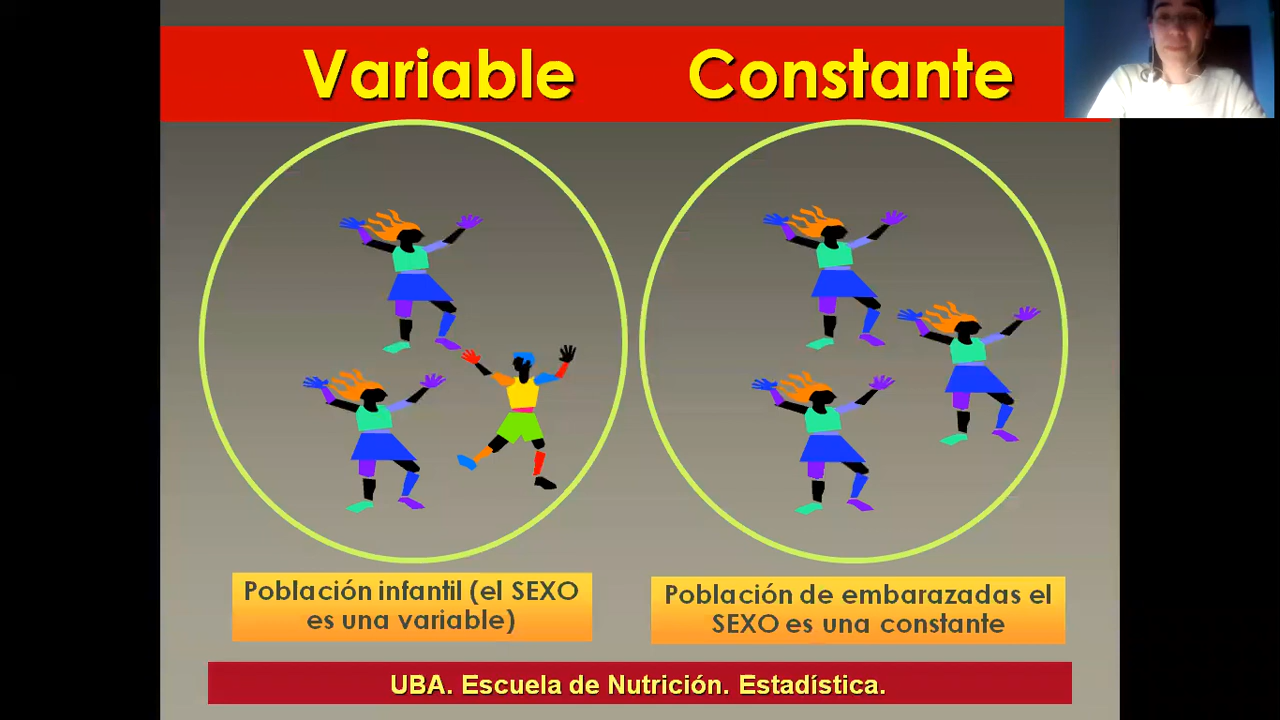 Variable Constante
Población infantil (el SEXO
es una variable)
Población de embarazadas el
SEXO es una constante
UBA. Escuela de Nutrición. Estadística.